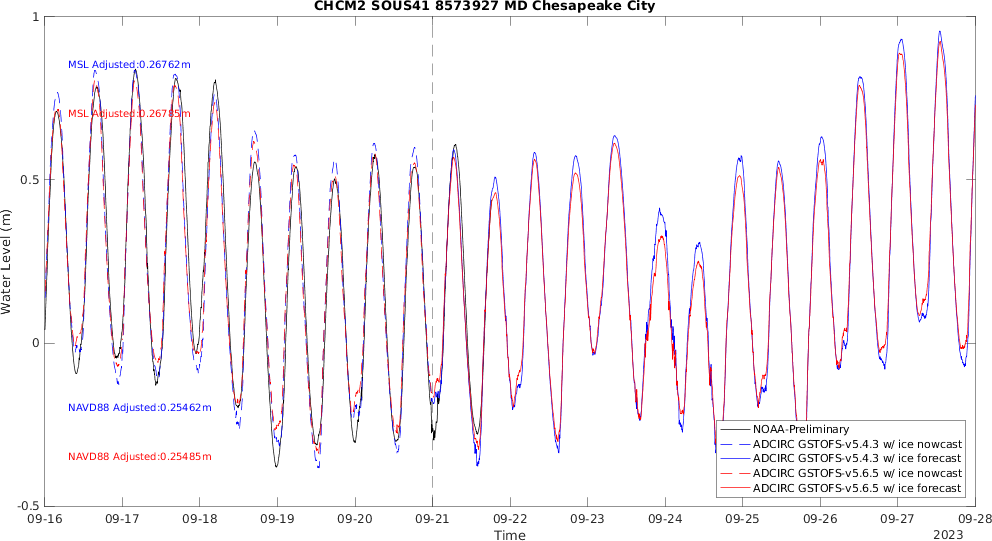 CHCM2 SOUS41 8573927 MD Chesapeake City
1
MSL Adjusted:0.26762m
MSL Adjusted:0.26785m
0.5
Water Level (m)
0
NAVD88 Adjusted:0.25462m
NAVD88 Adjusted:0.25485m
-0.5
NOAA-Preliminary
ADCIRC GSTOFS-v5.4.3 w/ ice nowcast
ADCIRC GSTOFS-v5.4.3 w/ ice forecast
ADCIRC GSTOFS-v5.6.5 w/ ice nowcast
ADCIRC GSTOFS-v5.6.5 w/ ice forecast
09-16 09-17 09-18 09-19 09-20 09-21 09-22 09-23 09-24 09-25 09-26 09-27 09-28
Time
2023